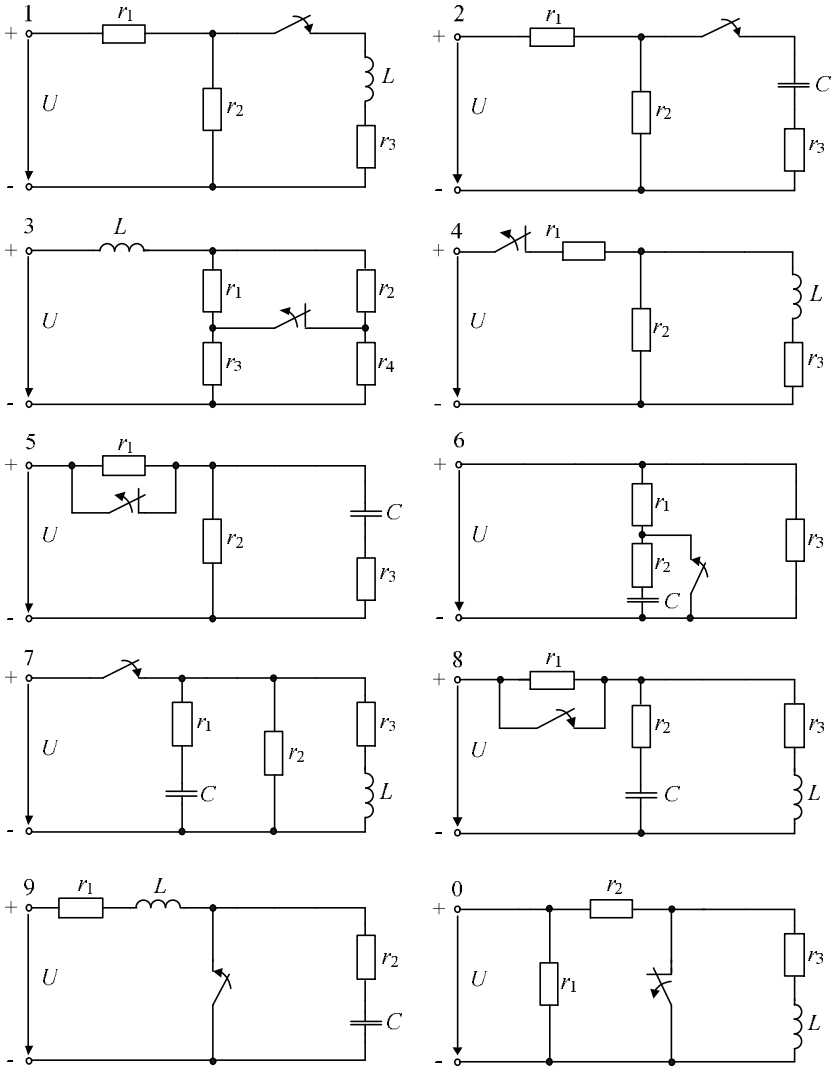 1 r1 2 r1
+ +
U r2 L U r2 C
r3 r3
- -
3 L 4 r1
+ +
U r1 r2 U r2 L
r3 r4 r3
- -
5 r1 6
+ +
U r2 C U r1 r3
r3 r2 C
- -
7 8 r1
+ +
U r1 r2 r3 U r2 r3
C L C L
- -
9 r1 L 0 r2
+ +
U r2 U r1 r3
C L
- -